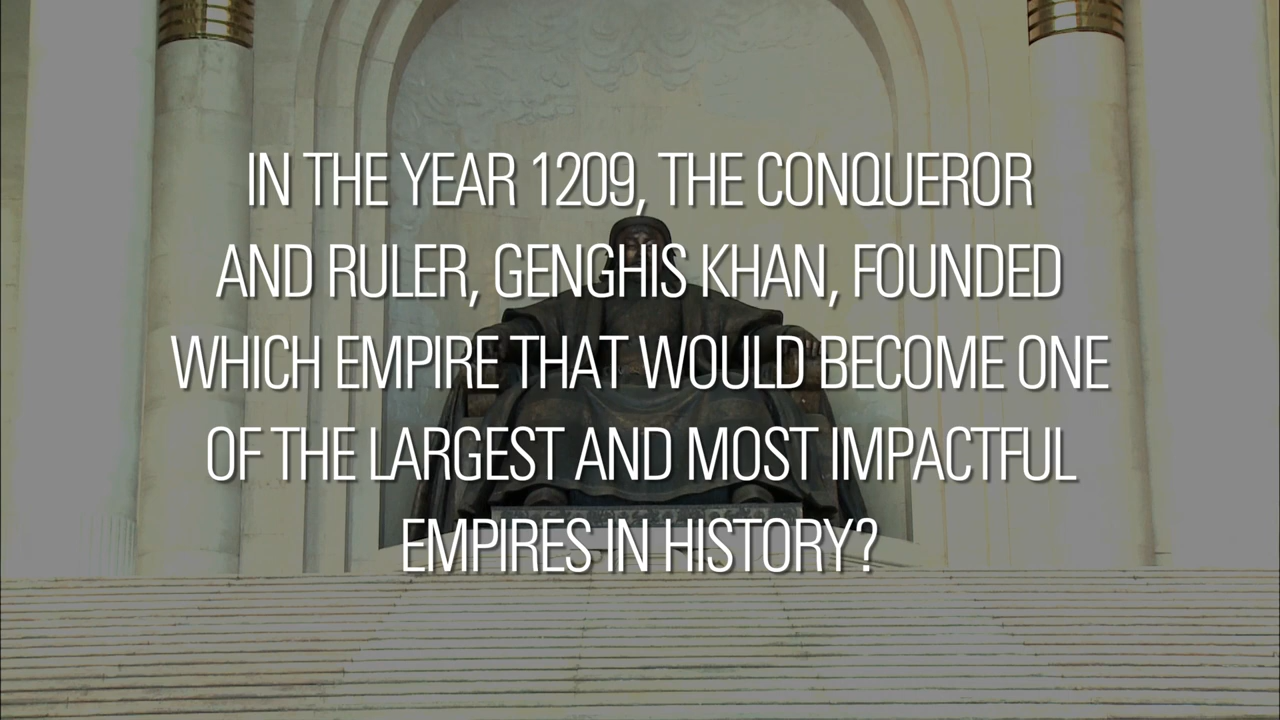 IN THE YEAR 1209, THE CONQUEROR
AND RULER, GENGHIS KHAN, FOUNDED
WHICH EMPIRE THAT WOULD BECOME ONE
OF THE LARGEST AND MOST IMPACTFUL
EMPIRES IN HISTORY?